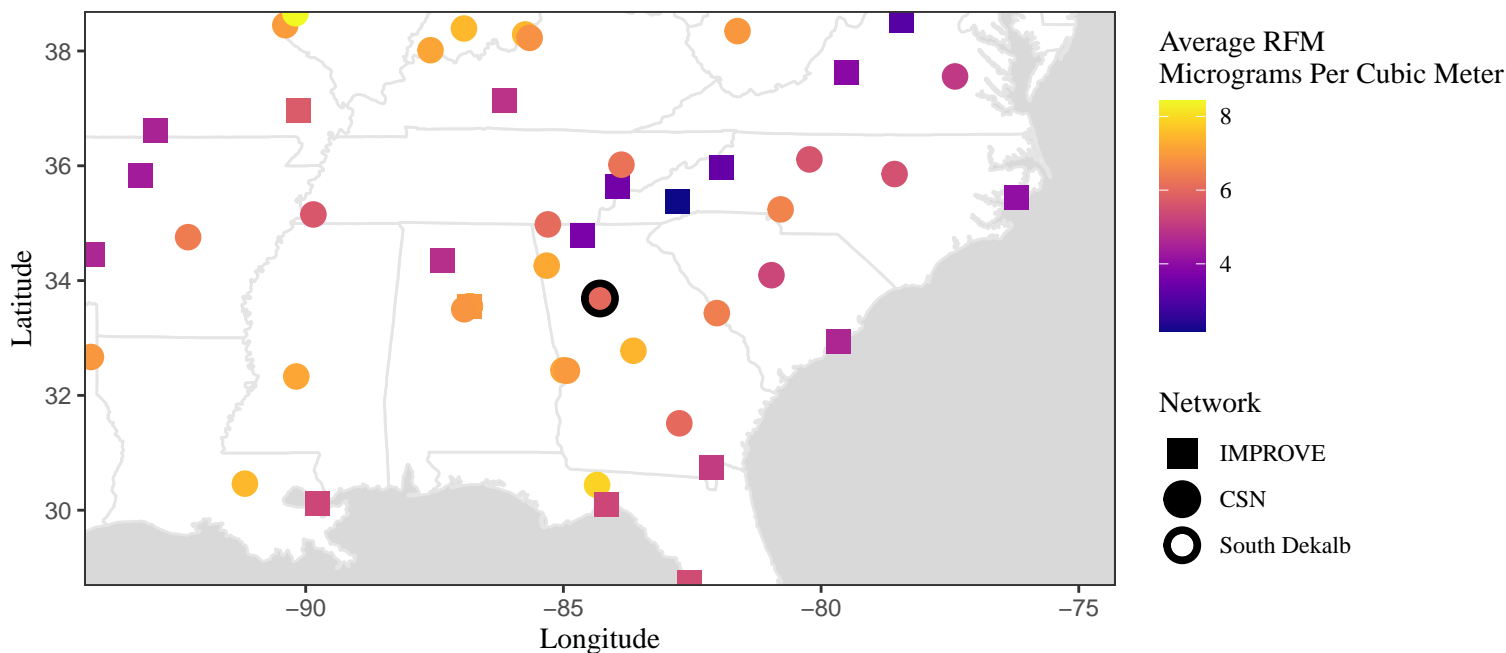 38
36
34
32
30
Latitude
−90
−85
−80
−75
Longitude
Average RFM
Micrograms Per Cubic Meter
8
6
4
Network
IMPROVE
CSN
South Dekalb